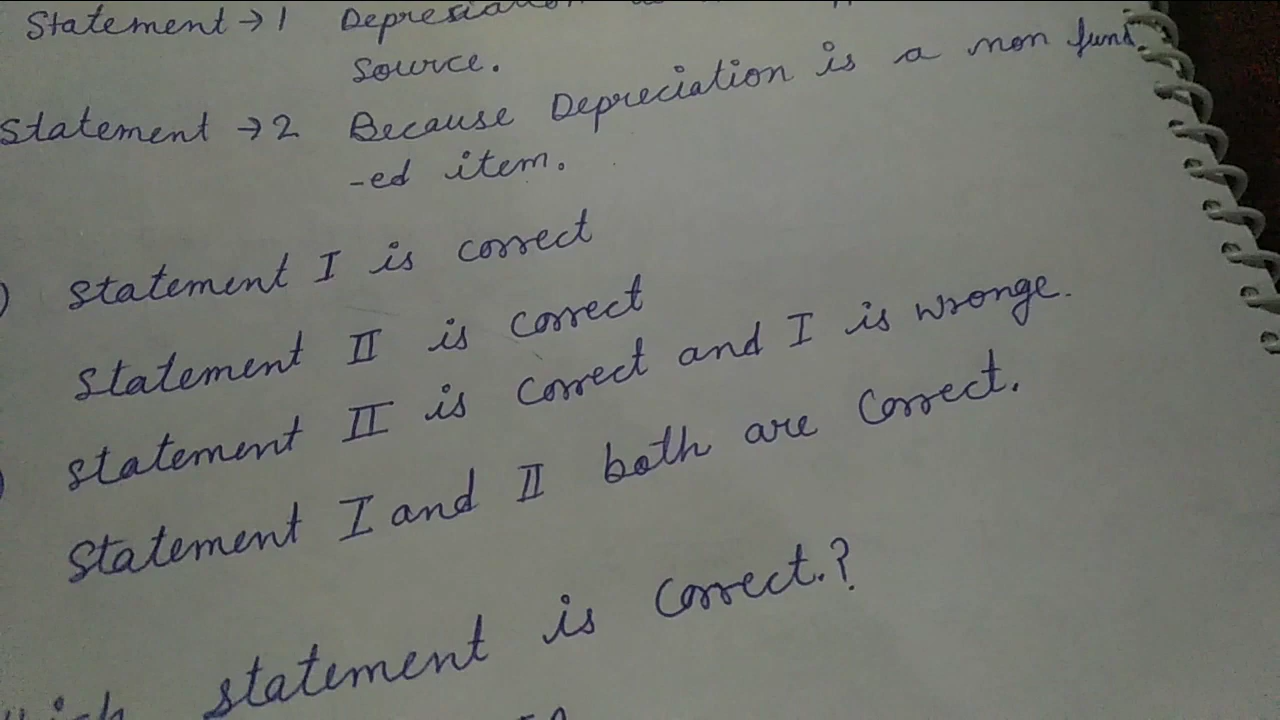 Statement → 1 Depresiation
source.
Statement → 2 Because Depreciation is a non fund
-ed item.
) Statement I is correct
Statement II is correct
) Statement II is correct and I is wronge.
Statement I and II both are correct.
statement is correct.?